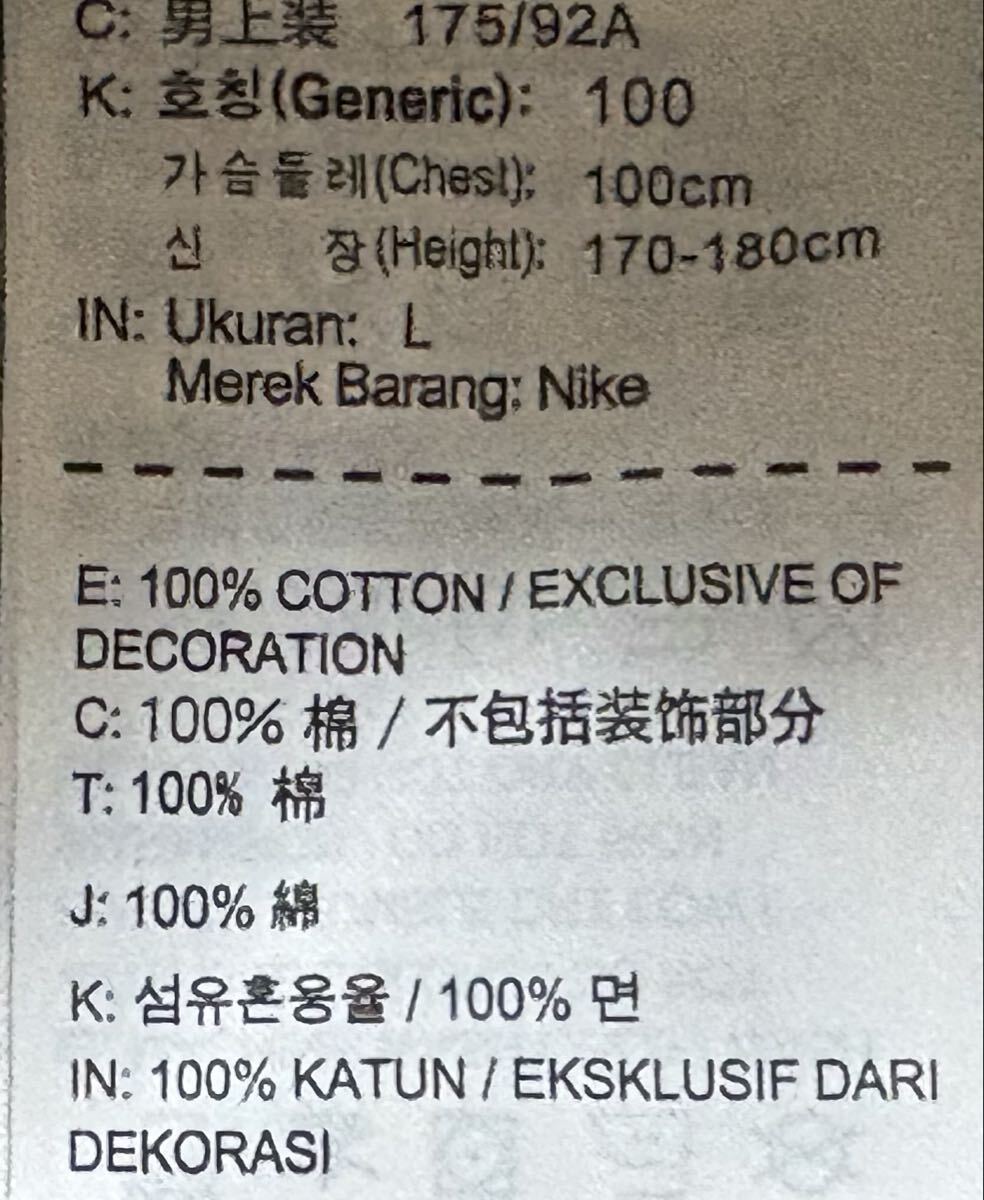 C: 男上装 175/92A
K: 호칭(Generic): 100
가슴둘레(Chest): 100cm
신 장(Height): 170-180cm
IN: Ukuran: L
Merek Barang: Nike
E: 100% COTTON / EXCLUSIVE OF
DECORATION
C: 100% 棉 / 不包括装饰部分
T: 100% 棉
J: 100% 綿
K: 섬유혼용율 / 100% 면
IN: 100% KATUN / EKSKLUSIF DARI
DEKORASI